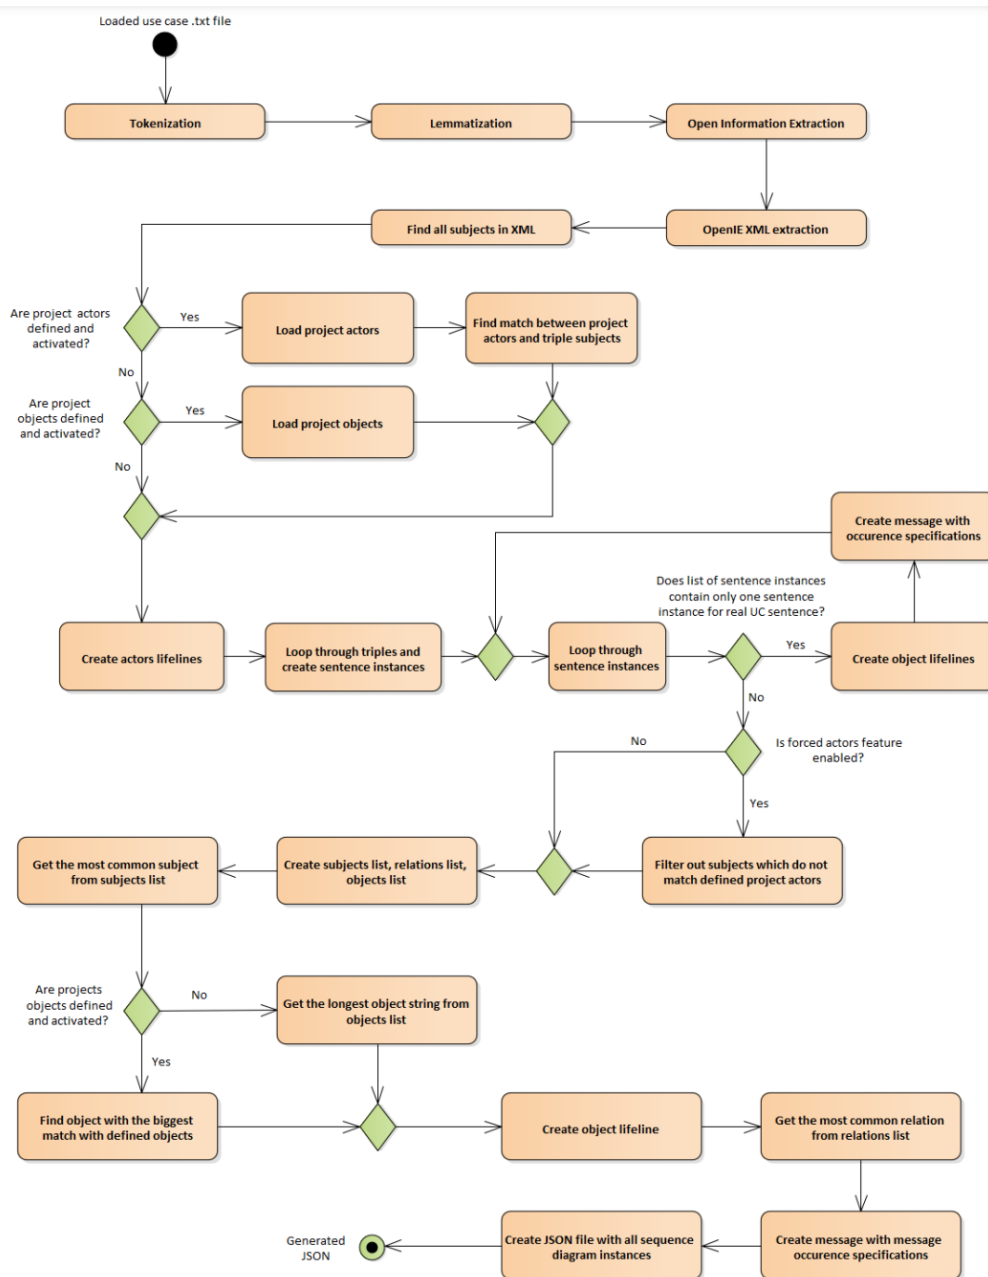 Loaded use case .txt file
Tokenization
Lemmatization
Open Information Extraction
Find all subjects in XML
OpenIE XML extraction
Are project actors
defined and
activated?
Yes
Load project actors
Find match between project
actors and triple subjects
No
Are project
objects defined
and activated?
Yes
Load project objects
No
Create message with
occurence specifications
Does list of sentence instances
contain only one sentence
instance for real UC sentence?
Create actors lifelines
Loop through triples and
create sentence instances
Loop through
sentence instances
Yes
Create object lifelines
No
Is forced actors feature
enabled?
No
Yes
Get the most common subject
from subjects list
Create subjects list, relations list,
objects list
Filter out subjects which do not
match defined project actors
Are projects
objects defined
and activated?
No
Get the longest object string from
objects list
Yes
Find object with the biggest
match with defined objects
Create object lifeline
Get the most common relation
from relations list
Generated
JSON
Create JSON file with all sequence
diagram instances
Create message with message
occurence specifications